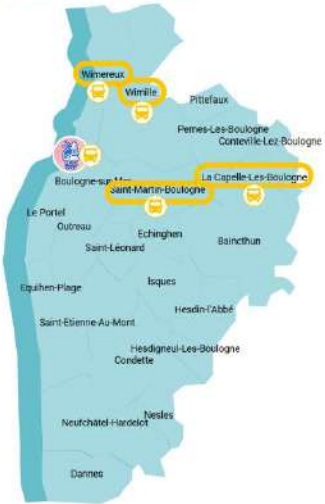 Wimereux
Wimille
Pittefaux
Pernes-Les-Boulogne
Conteville-Lez-Boulogne
Boulogne-sur-Mer
La Capelle-Les-Boulogne
Saint-Martin-Boulogne
Le Portel
Outreau
Echinghen
Baincthun
Saint-Léonard
Equihen-Plage
Isques
Hesdin-l'Abbé
Saint-Etienne-Au-Mont
Hesdigneul-Les-Boulogne
Condette
Nesles
Neufchâtel-Hardelot
Dannes